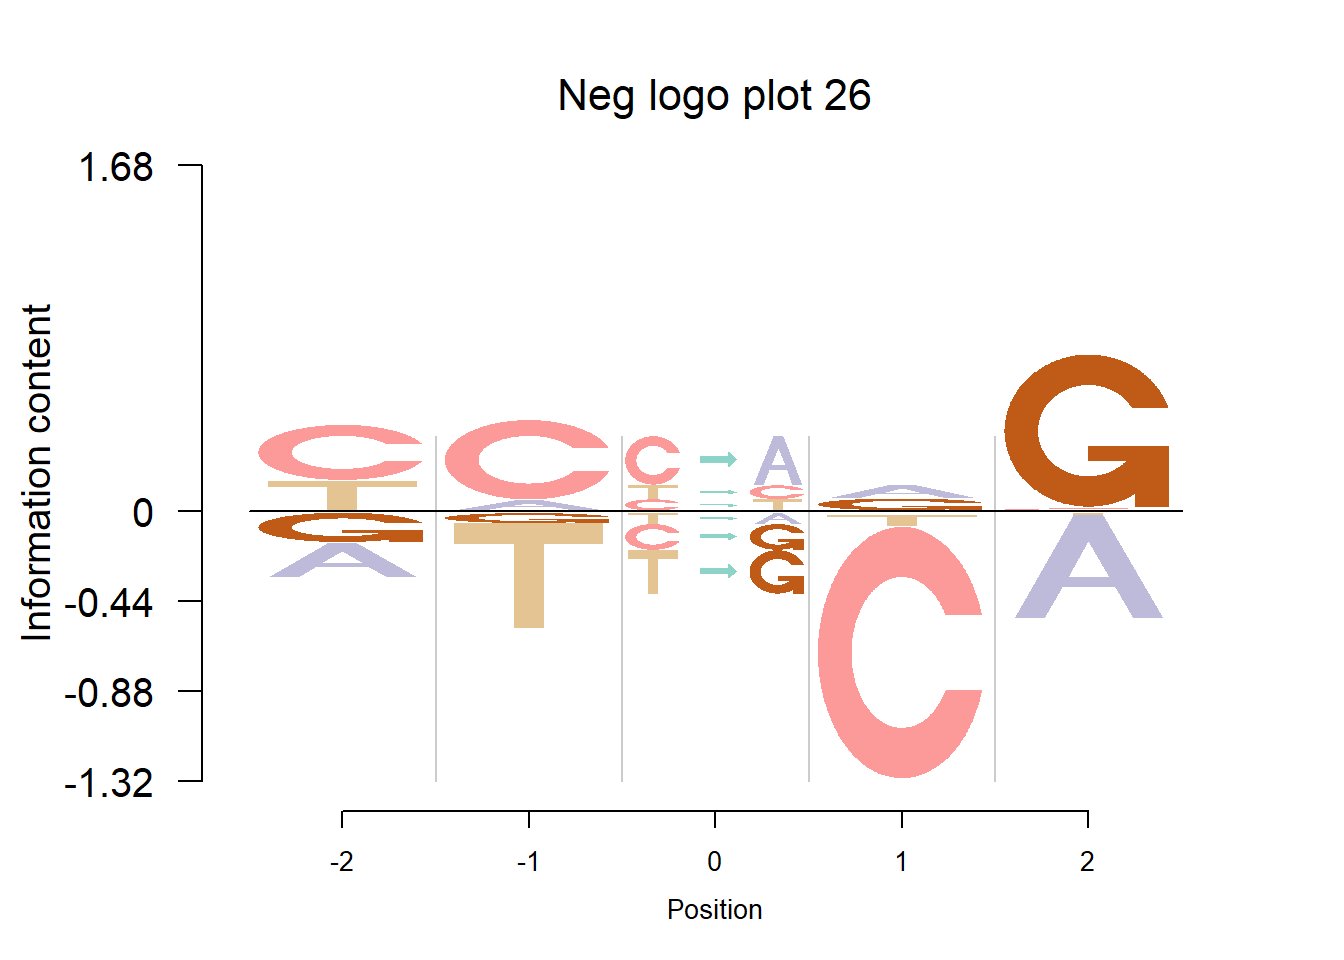 Neg logo plot 26
1.68
0
-0.44
-0.88
-1.32
Information content
C T G A
C A G T
C T C T C T
A C T A G G
A G T C
G A
-2 -1 0 1 2
Position